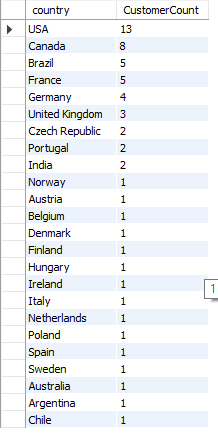 country CustomerCount
USA 13
Canada 8
Brazil 5
France 5
Germany 4
United Kingdom 3
Czech Republic 2
Portugal 2
India 2
Norway 1
Austria 1
Belgium 1
Denmark 1
Finland 1
Hungary 1
Ireland 1
1
Italy 1
Netherlands 1
Poland 1
Spain 1
Sweden 1
Australia 1
Argentina 1
Chile 1